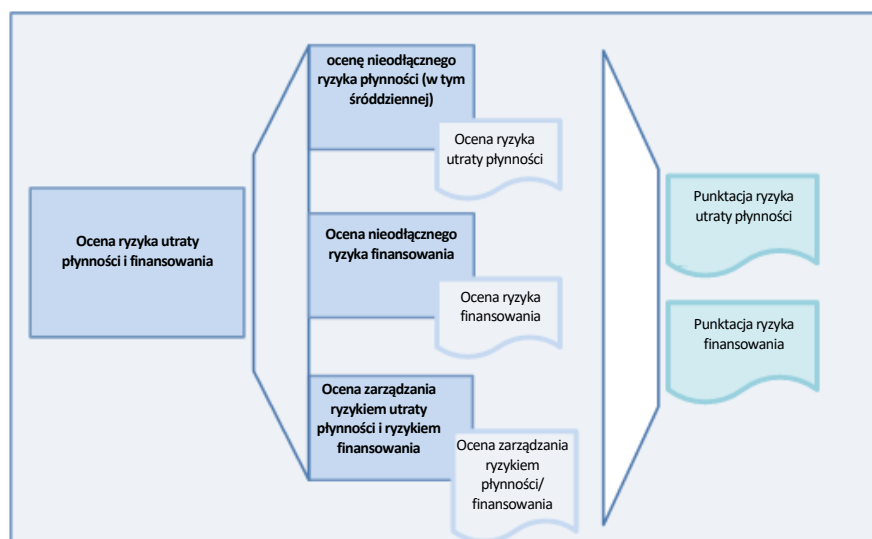 Ocena ryzyka utraty
płynności i finansowania
ocenę nieodłącznego
ryzyka płynności (w tym
śróddziennej)
Ocena ryzyka
utraty płynności
Ocena nieodłącznego
ryzyka finansowania
Ocena ryzyka
finansowania
Ocena zarządzania
ryzykiem utraty
płynności i ryzykiem
finansowania
Ocena zarządzania
ryzykiem
płynności/
finansowania
Punktacja ryzyka
utraty płynności
Punktacja ryzyka
finansowania